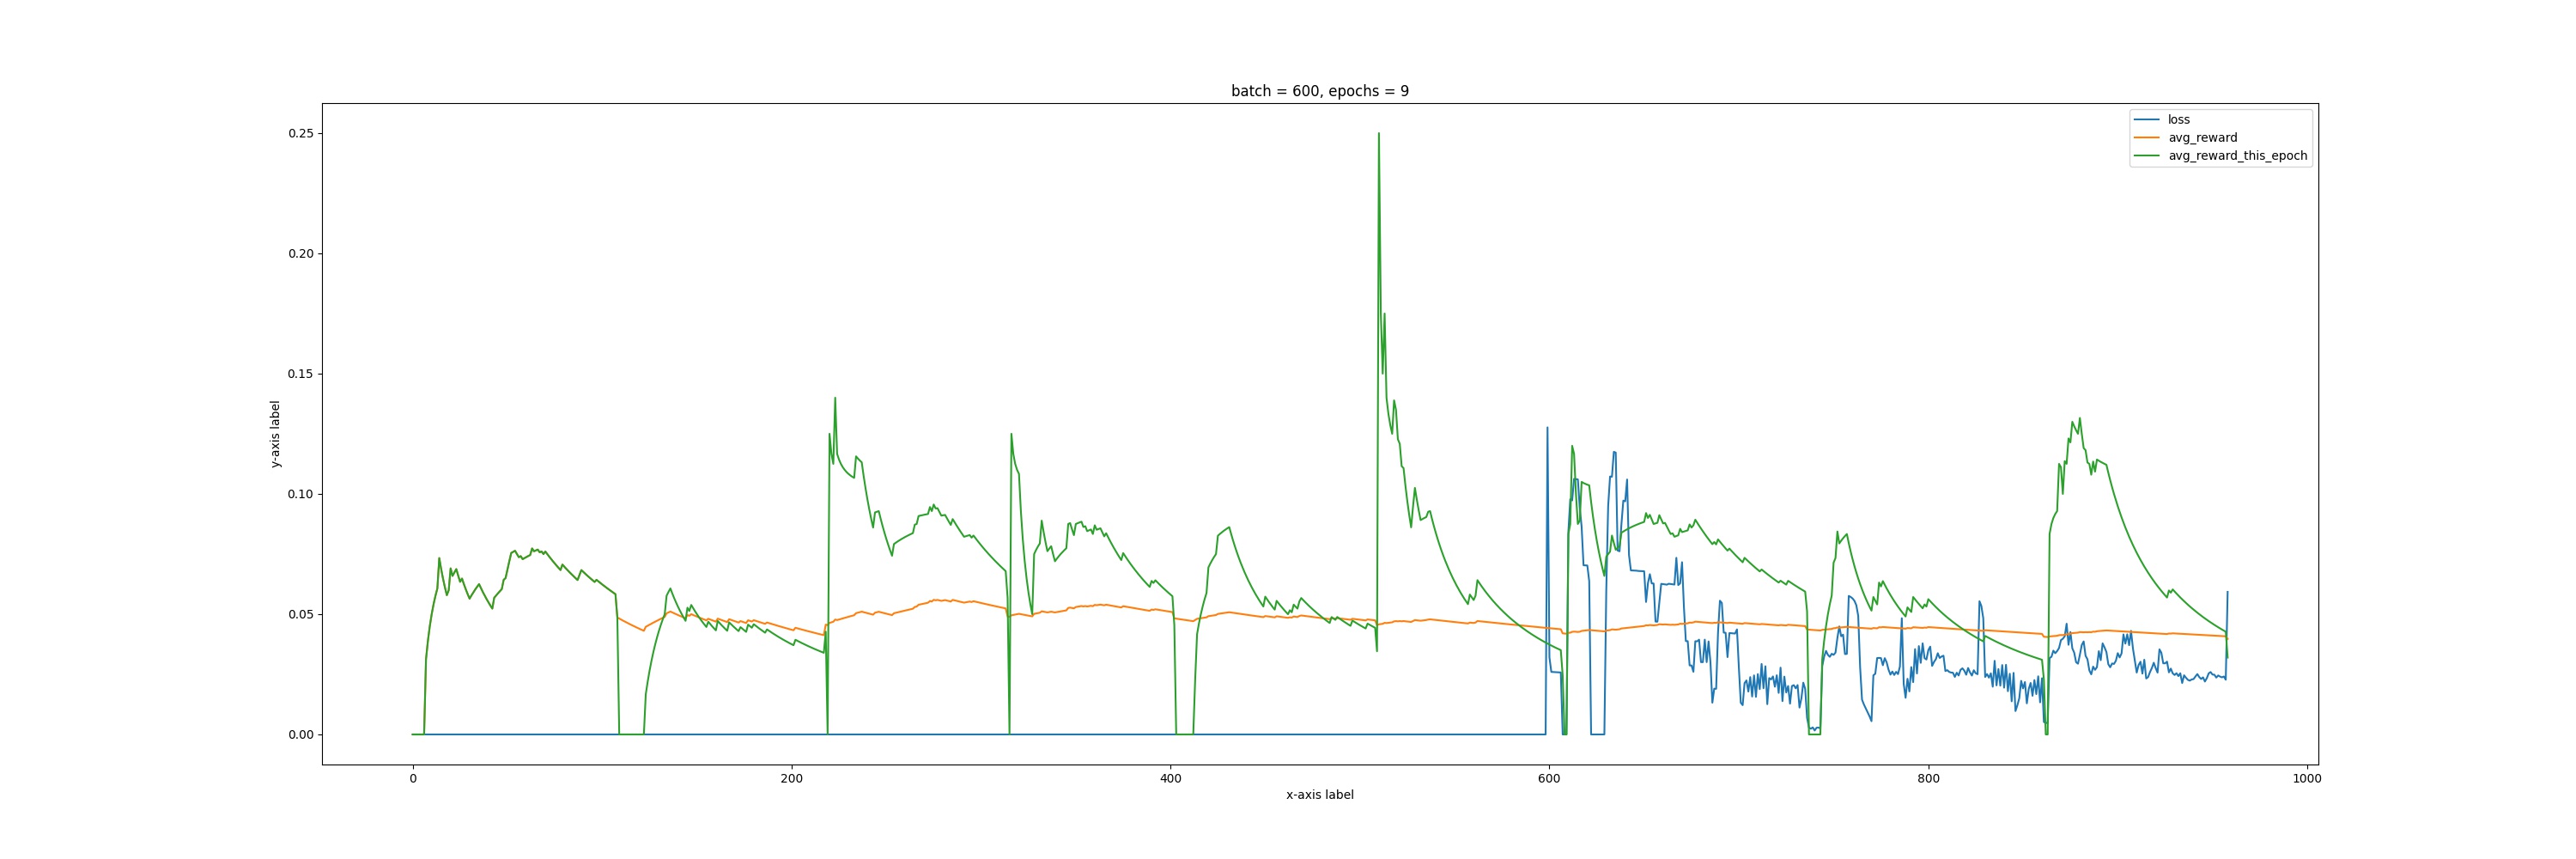 batch = 600, epochs = 9
loss
avg_reward
avg_reward_this_epoch
0.25
0.20
0.15
0.10
0.05
0.00
y-axis label
0 200 400 600 800 1000
x-axis label